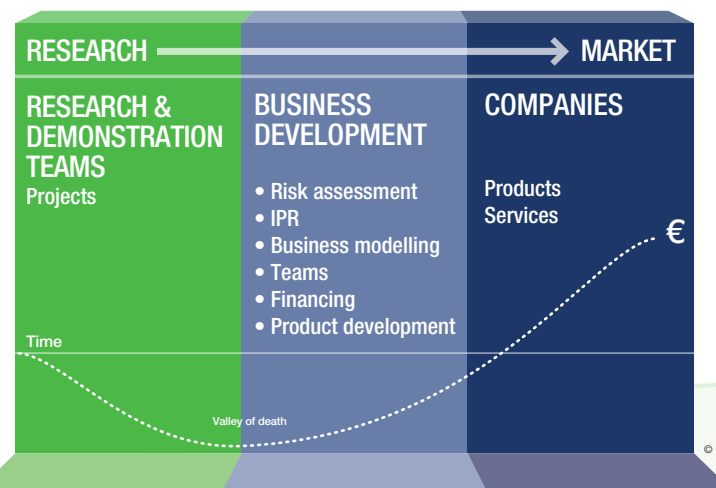 RESEARCH
MARKET
RESEARCH &
DEMONSTRATION
TEAMS
Projects
BUSINESS
DEVELOPMENT
• Risk assessment
• IPR
• Business modelling
• Teams
• Financing
• Product development
COMPANIES
Products
Services
€
Time
Valley of death
©